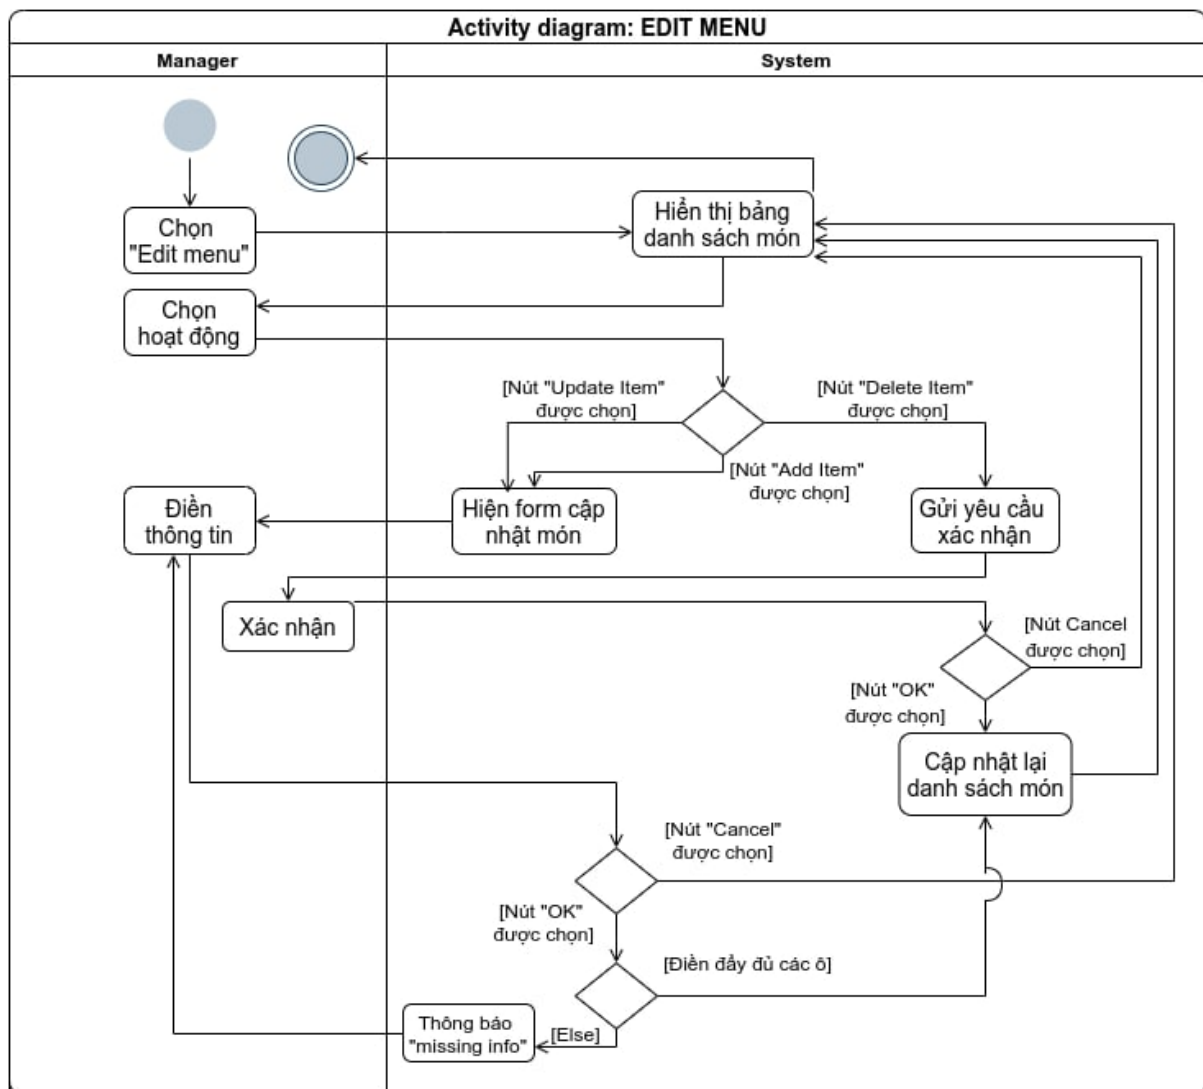 Activity diagram: EDIT MENU
Manager
System
Chọn
"Edit menu"
Hiển thị bảng
danh sách món
Chọn
hoạt động
[Nút "Update Item"
được chọn]
[Nút "Delete Item"
được chọn]
[Nút "Add Item"
được chọn]
Điền
thông tin
Hiện form cập
nhật món
Gửi yêu cầu
xác nhận
Xác nhận
[Nút Cancel
được chọn]
[Nút "OK"
được chọn]
Cập nhật lại
danh sách món
[Nút "Cancel"
được chọn]
[Nút "OK"
được chọn]
[Điền đầy đủ các ô]
Thông báo
"missing info"
[Else]